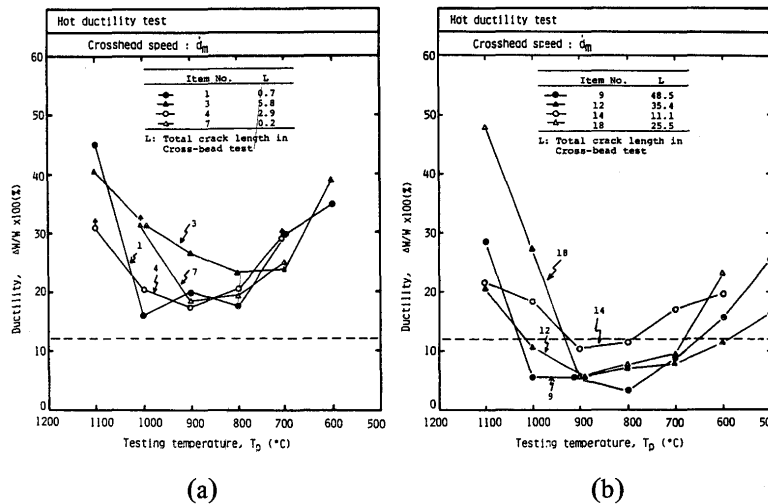 Hot ductility test
Crosshead speed : ḋm
60
50
40
30
20
10
0
Ductility, ΔW/W x100(%)
Item No. L
1 0.7
3 5.8
4 2.9
7 0.2
L: Total crack length in
Cross-bead test
3
1
4
7
1100 1000 900 800 700 600 500
Testing temperature, Tp (°C)
(a)
Hot ductility test
Crosshead speed : ḋm
60
50
40
30
20
10
0
Ductility, ΔW/W x100(%)
Item No. L
9 48.5
12 35.4
14 11.1
18 25.5
L: Total crack length in
Cross-bead test
18
14
12
9
1100 1000 900 800 700 600 500
Testing temperature, Tp (°C)
(b)